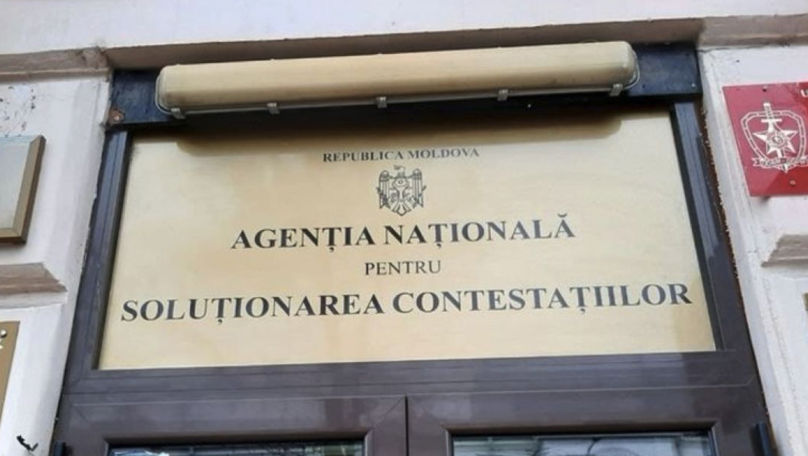 REPUBLICA MOLDOVA
AGENȚIA NAȚIONALĂ
PENTRU
SOLUȚIONAREA CONTESTAȚIILOR